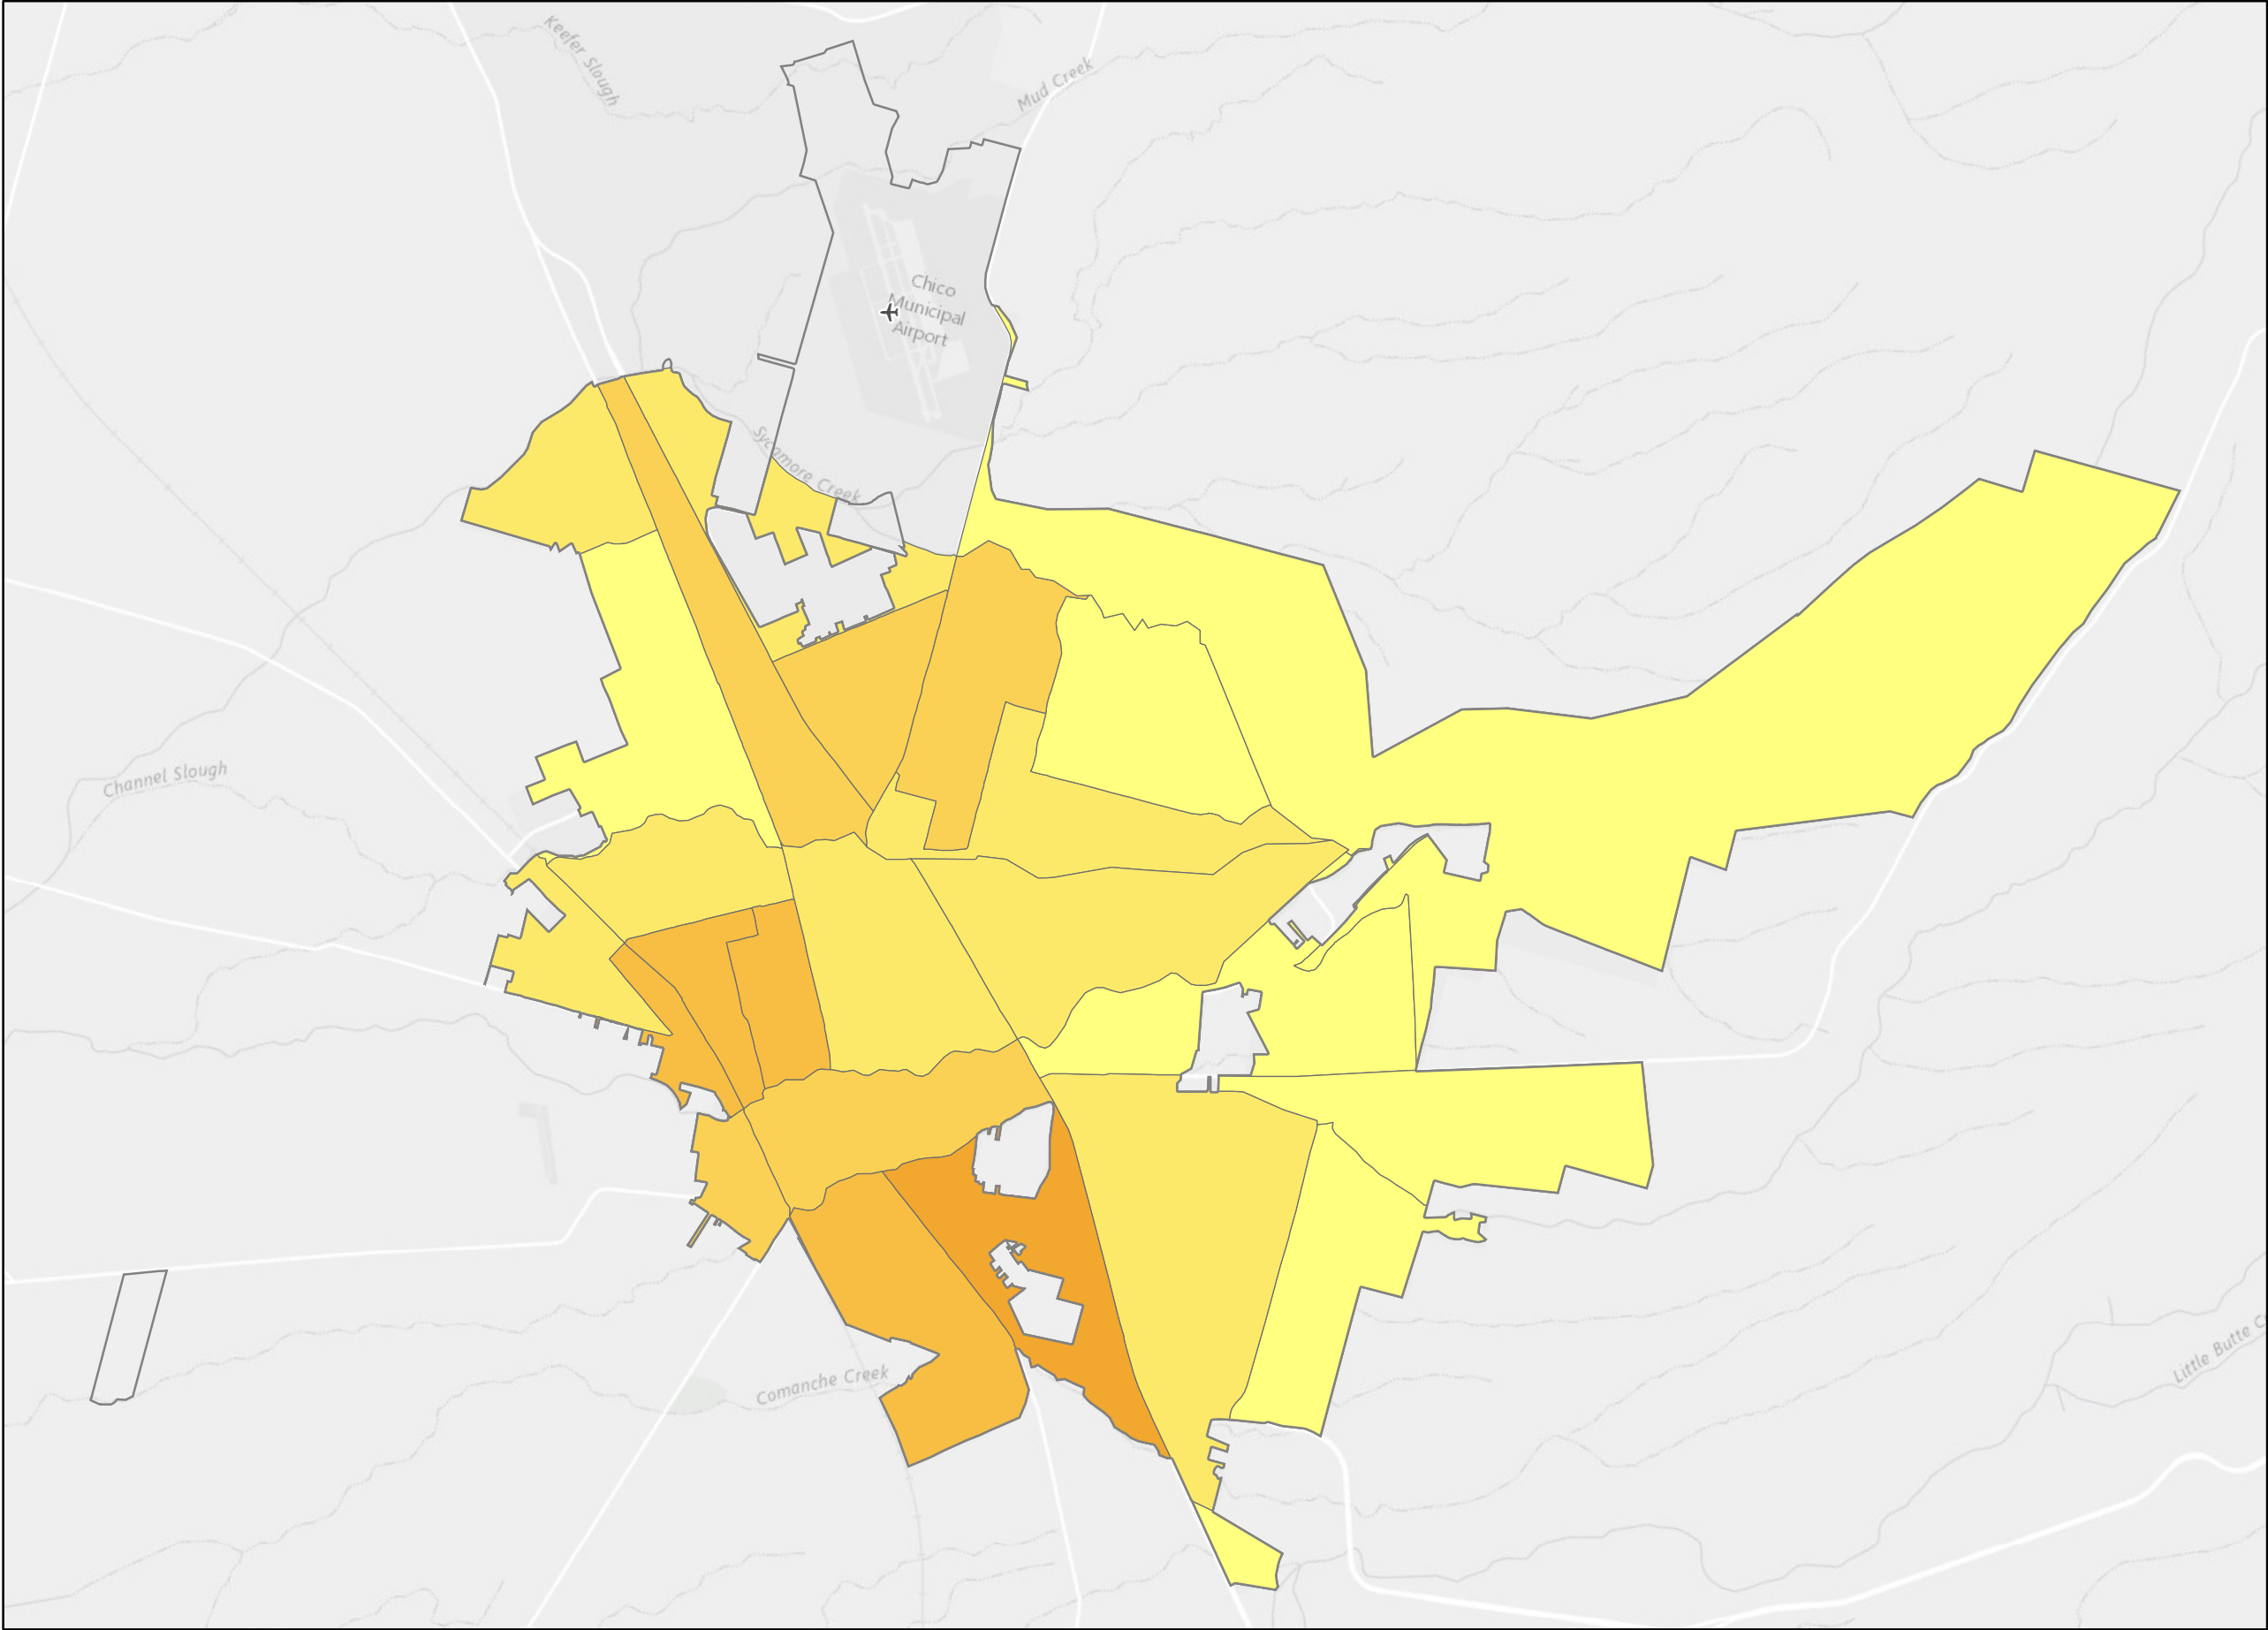 Keefer Slough
Mud Creek
Chico
Municipal
Airport
Sycamore Creek
Channel Slough
Comanche Creek
Little Butte C